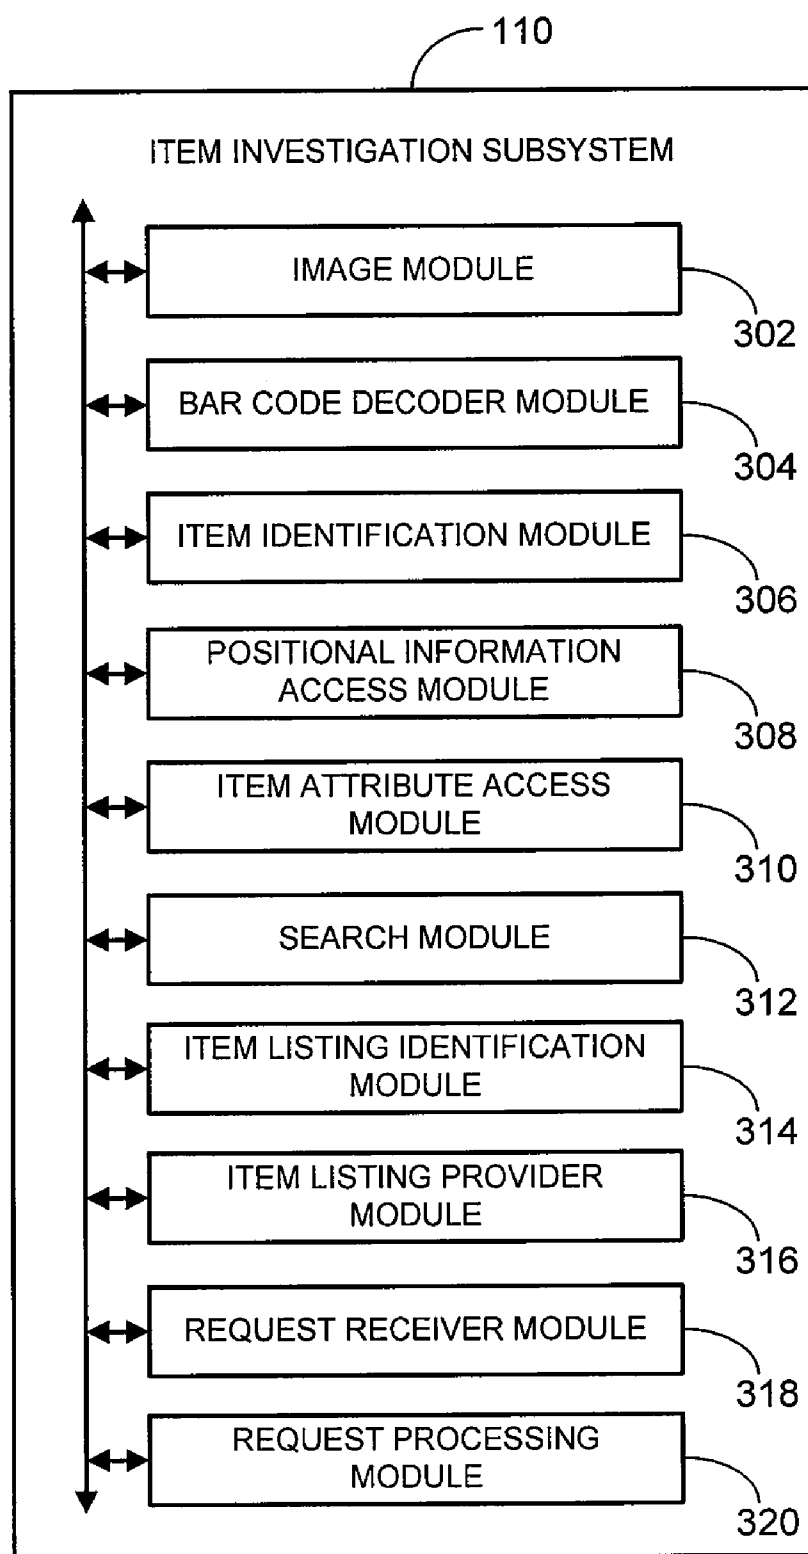 110
ITEM INVESTIGATION SUBSYSTEM
IMAGE MODULE
302
BAR CODE DECODER MODULE
304
ITEM IDENTIFICATION MODULE
306
POSITIONAL INFORMATION
ACCESS MODULE
308
ITEM ATTRIBUTE ACCESS
MODULE
310
SEARCH MODULE
312
ITEM LISTING IDENTIFICATION
MODULE
314
ITEM LISTING PROVIDER
MODULE
316
REQUEST RECEIVER MODULE
318
REQUEST PROCESSING
MODULE
320